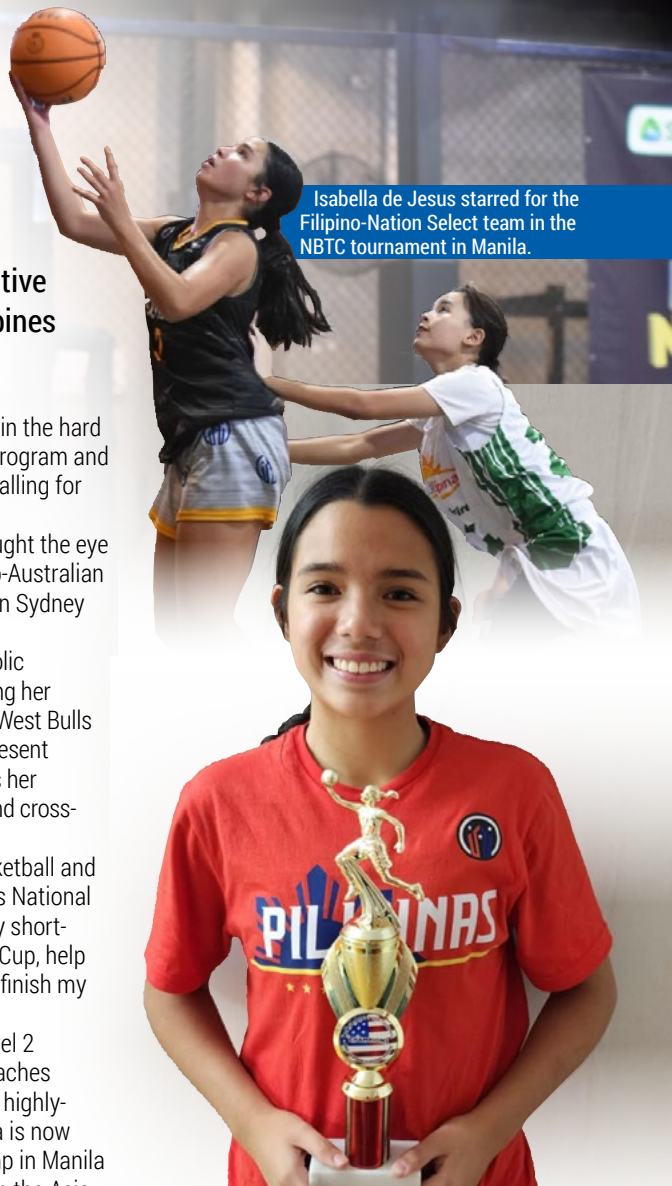 Isabella de Jesus starred for the
Filipino-Nation Select team in the
NBTC tournament in Manila.
tive
pines
in the hard
rogram and
alling for
ught the eye
o-Australian
n Sydney
olic
ng her
West Bulls
esent
s her
nd cross-
ketball and
s National
y short-
Cup, help
finish my
el 2
aches
highly-
a is now
p in Manila
PILIPINAS